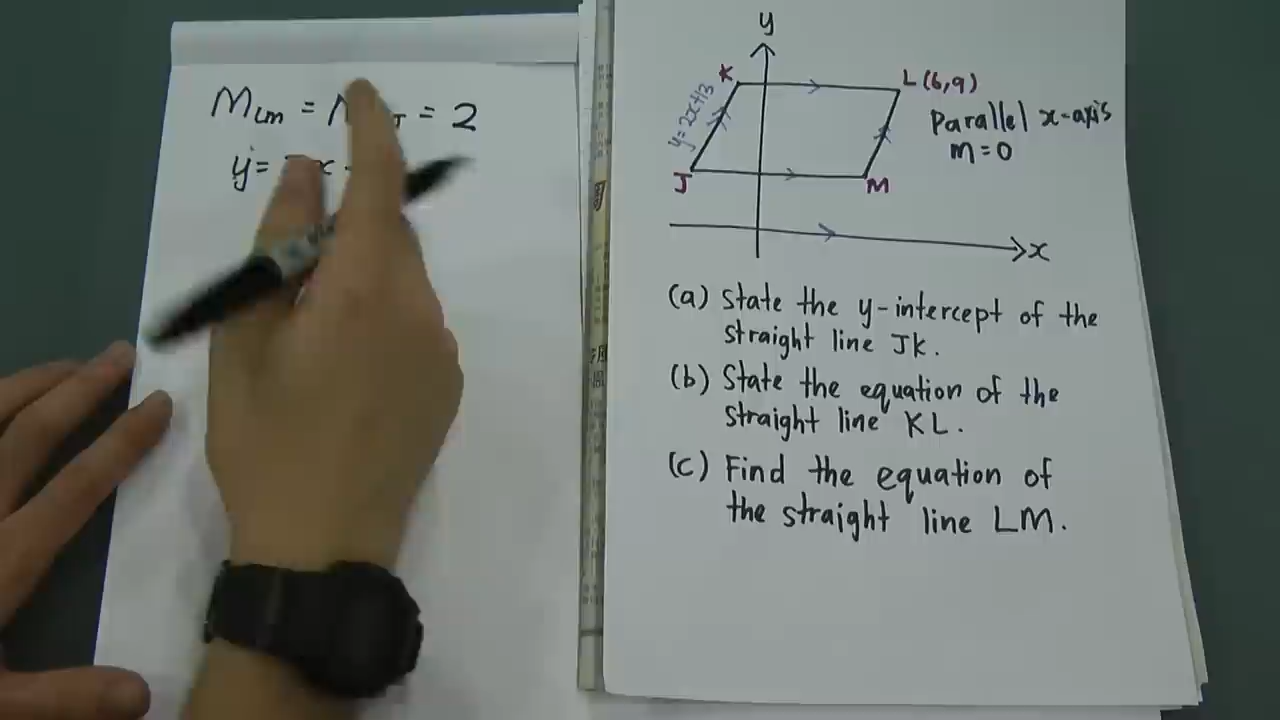 MLm = = 2
y=
y
K
L (6,9)
y=2x+13
Parallel x-axis
m=0
J
M
x
(a) State the y-intercept of the
straight line JK.
(b) State the equation of the
straight line KL.
(c) Find the equation of
the straight line LM.